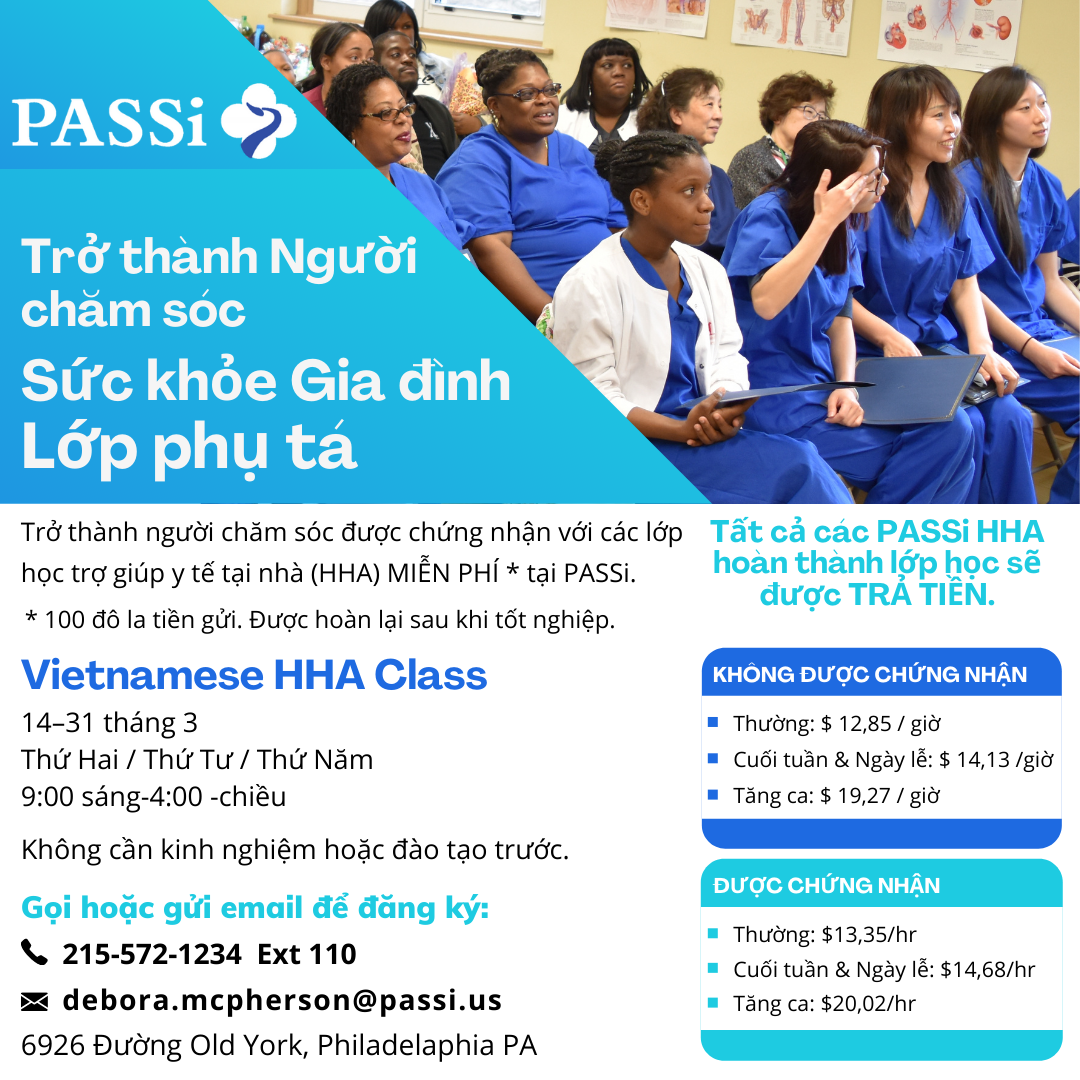 PASSi
Trở thành Người
chăm sóc
Sức khỏe Gia đình
Lớp phụ tá
Trở thành người chăm sóc được chứng nhận với các lớp
học trợ giúp y tế tại nhà (HHA) MIỄN PHÍ * tại PASSi.
* 100 đô la tiền gửi. Được hoàn lại sau khi tốt nghiệp.
Vietnamese HHA Class
14–31 tháng 3
Thứ Hai / Thứ Tư / Thứ Năm
9:00 sáng-4:00 -chiều
Không cần kinh nghiệm hoặc đào tạo trước.
Gọi hoặc gửi email để đăng ký:
215-572-1234 Ext 110
debora.mcpherson@passi.us
6926 Đường Old York, Philadelaphia PA
Tất cả các PASSi HHA
hoàn thành lớp học sẽ
được TRẢ TIỀN.
KHÔNG ĐƯỢC CHỨNG NHẬN
Thường: $ 12,85 / giờ
Cuối tuần & Ngày lễ: $ 14,13 /giờ
Tăng ca: $ 19,27 / giờ
ĐƯỢC CHỨNG NHẬN
Thường: $13,35/hr
Cuối tuần & Ngày lễ: $14,68/hr
Tăng ca: $20,02/hr